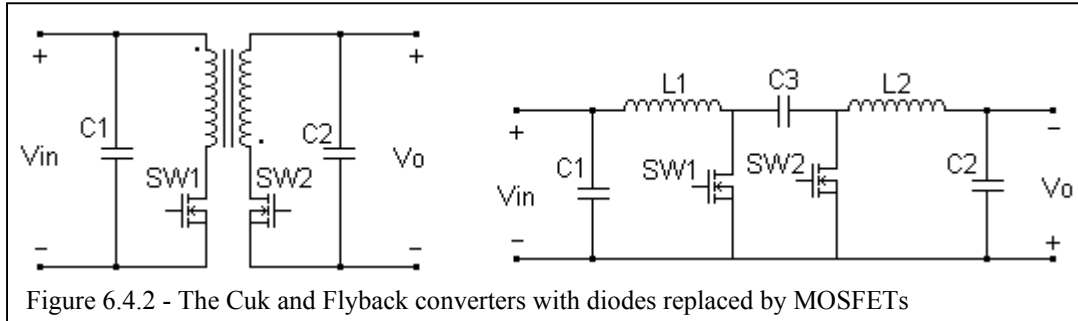 +
+
C1
C2
Vin
Vo
SW1
SW2
-
-
L1
C3
L2
+
-
C1
SW1
SW2
C2
Vin
Vo
-
+
Figure 6.4.2 - The Cuk and Flyback converters with diodes replaced by MOSFETs